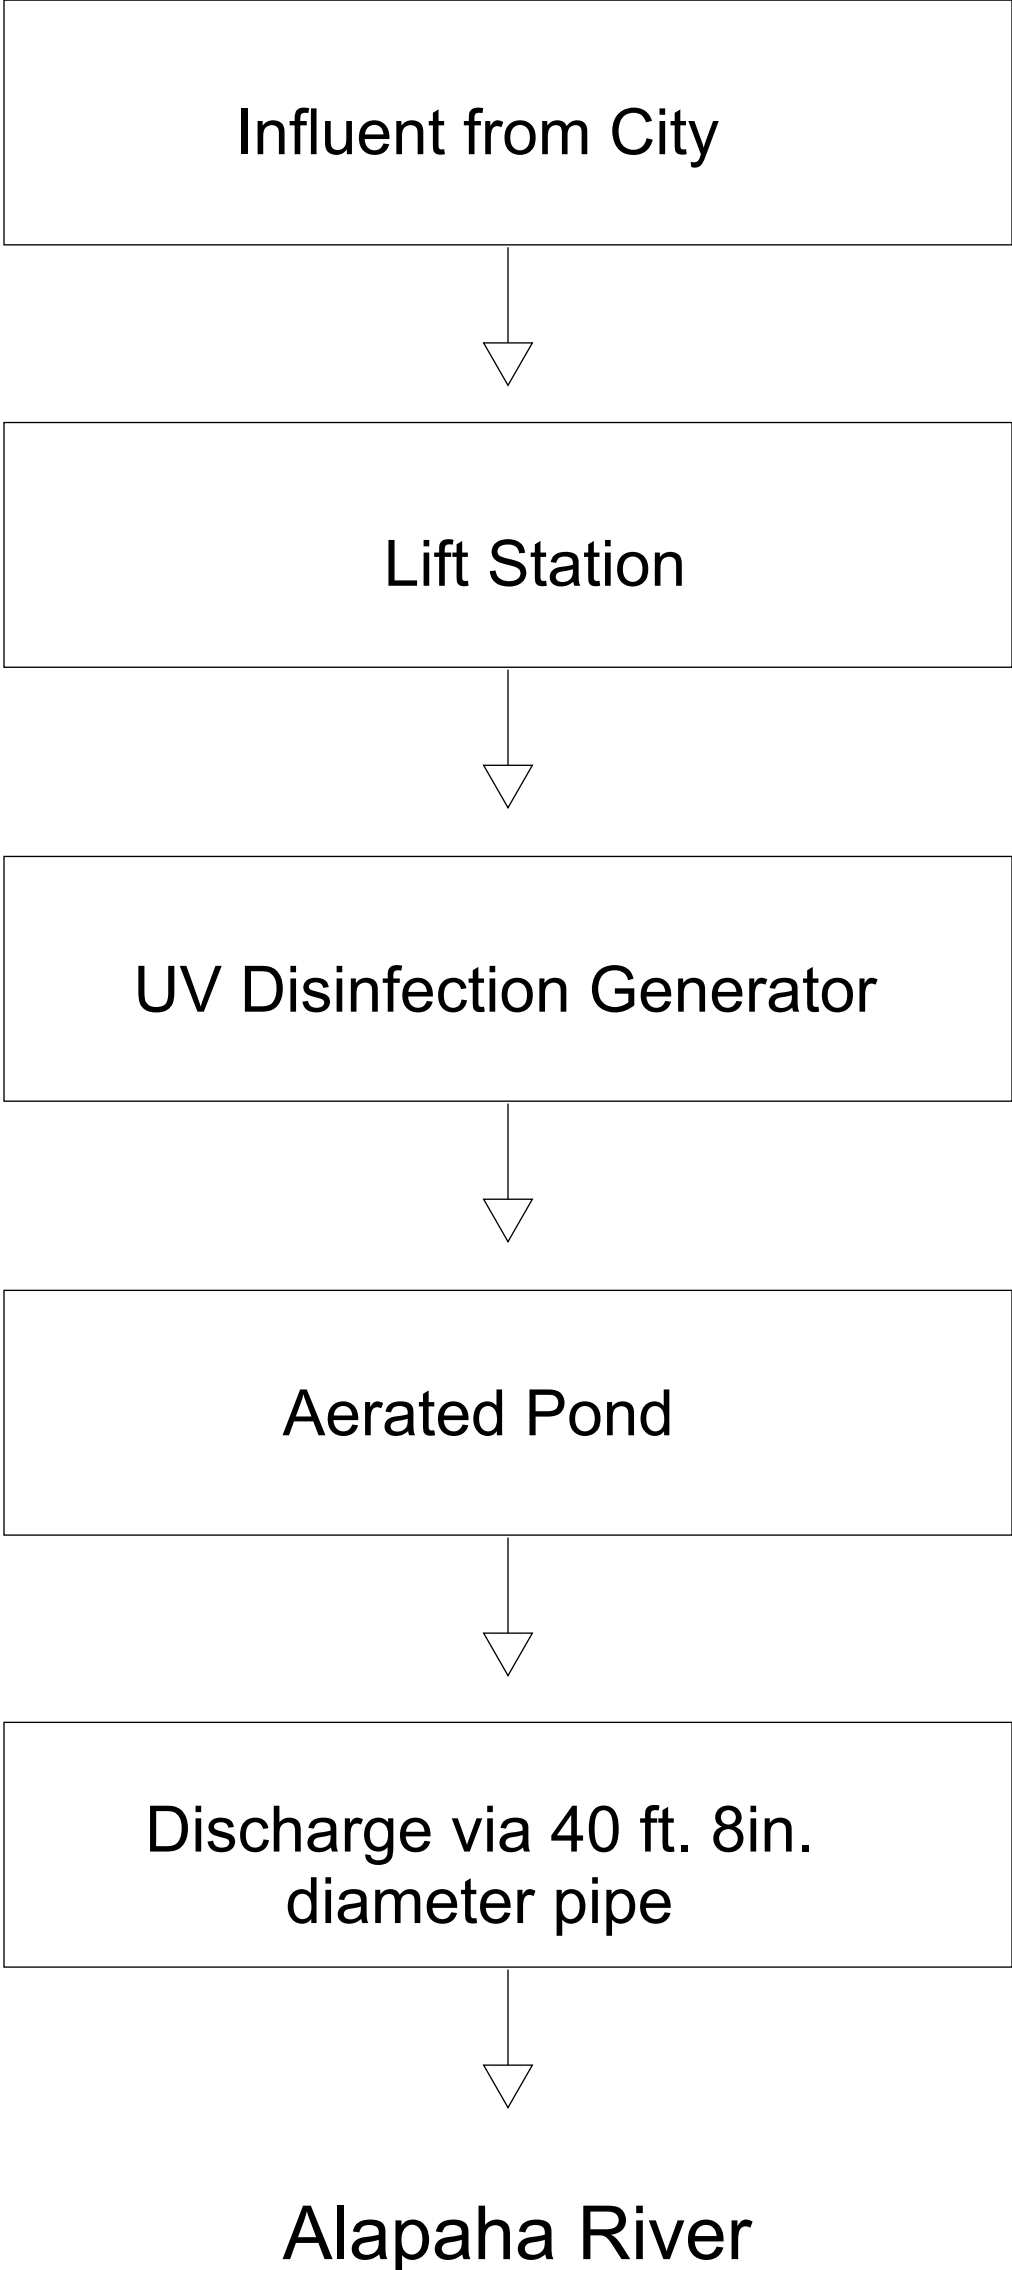 Influent from City
Lift Station
UV Disinfection Generator
Aerated Pond
Discharge via 40 ft. 8in.
diameter pipe
Alapaha River